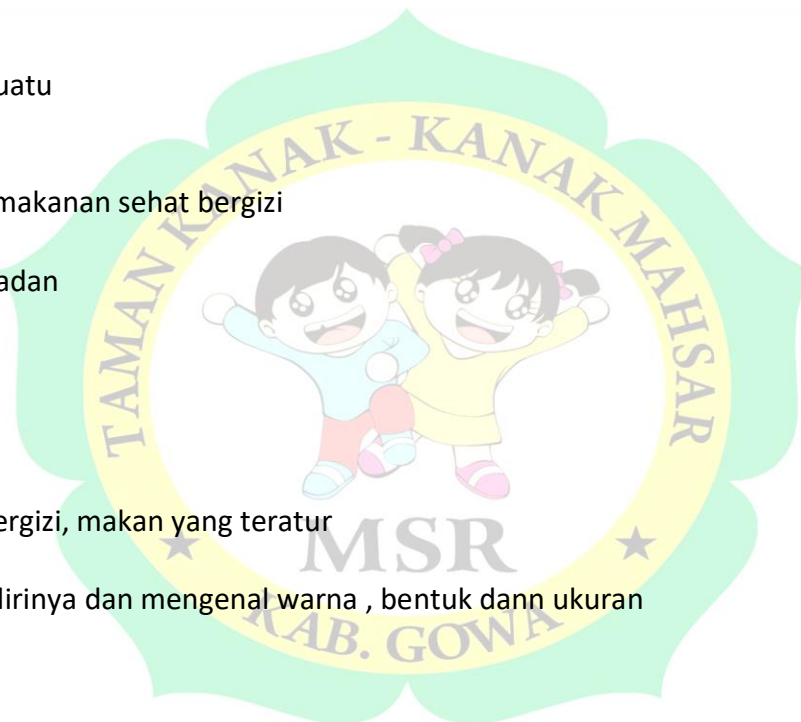 uatu
TAMAN KANAK - KANAK MAHSAR
makanan sehat bergizi
adan
ergizi, makan yang teratur
MSR
lirinya dan mengenal warna , bentuk dann ukuran
KAB. GOWA